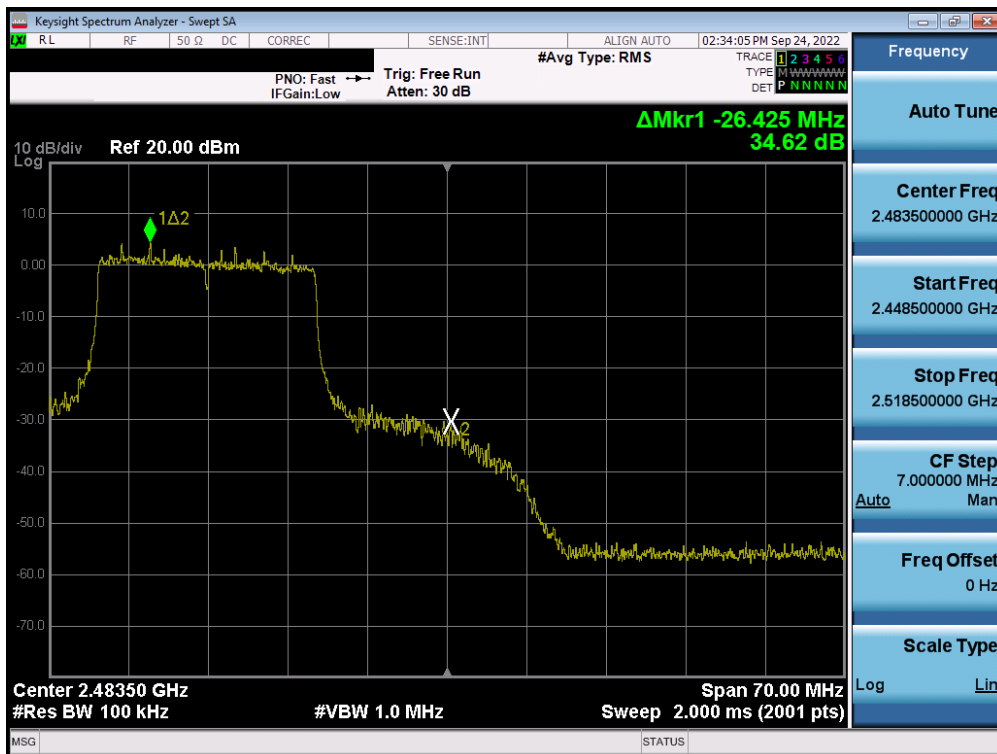 Keysight Spectrum Analyzer - Swept SA
LXI RL RF 50 Ω DC CORREC SENSE:INT ALIGN AUTO 02:34:05 PM Sep 24, 2022
#Avg Type: RMS
TRACE 1 2 3 4 5 6
PNO: Fast Trig: Free Run TYPE M WWWWW
IFGain:Low Atten: 30 dB DET P N N N N N
ΔMkr1 -26.425 MHz
34.62 dB
10 dB/div Ref 20.00 dBm
Log
1Δ2
10.0
0.00
-10.0
-20.0
-30.0
2
-40.0
-50.0
-60.0
-70.0
Center 2.48350 GHz Span 70.00 MHz
#Res BW 100 kHz #VBW 1.0 MHz Sweep 2.000 ms (2001 pts)
MSG STATUS
Frequency
Auto Tune
Center Freq
2.483500000 GHz
Start Freq
2.448500000 GHz
Stop Freq
2.518500000 GHz
CF Step
7.000000 MHz
Auto Man
Freq Offset
0 Hz
Scale Type
Log Lin